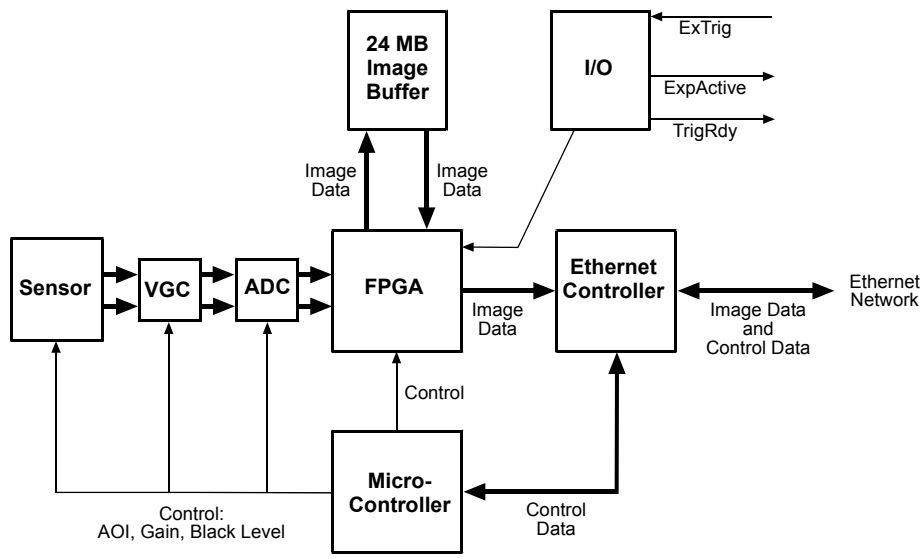 24 MB
Image
Buffer
I/O
ExTrig
ExpActive
TrigRdy
Image
Data
Image
Data
Sensor
VGC
ADC
FPGA
Image
Data
Ethernet
Controller
Ethernet
Network
Image Data
and
Control Data
Control
Micro-
Controller
Control
Data
Control:
AOI, Gain, Black Level